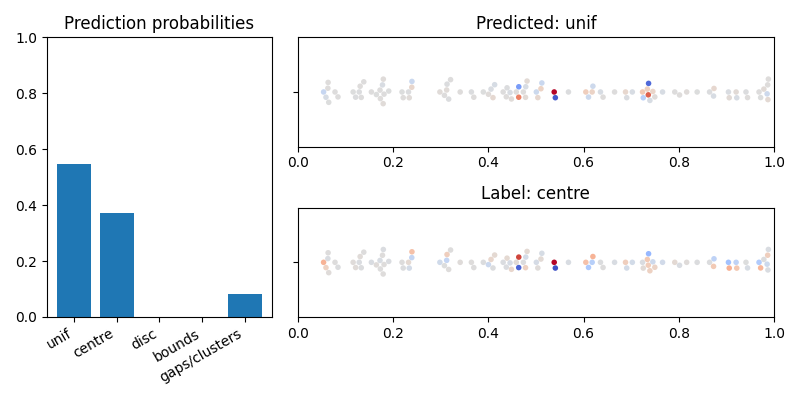 Prediction probabilities
1.0
0.8
0.6
0.4
0.2
0.0
unif
centre
disc
bounds
gaps/clusters
Predicted: unif
0.0 0.2 0.4 0.6 0.8 1.0
Label: centre
0.0 0.2 0.4 0.6 0.8 1.0